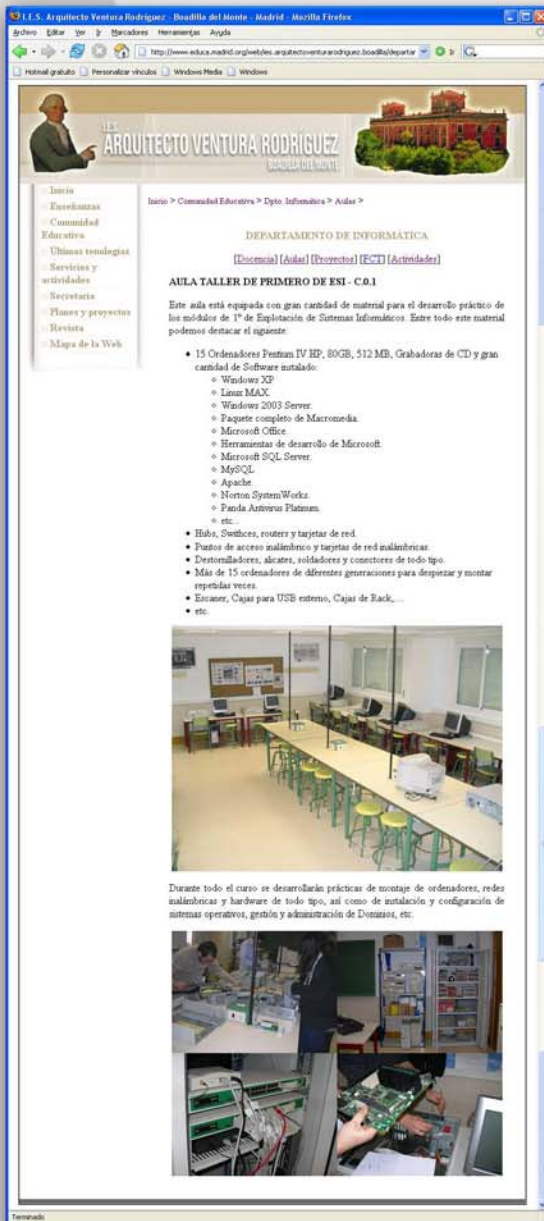 I.E.S. Arquitecto Ventura Rodríguez - Boadilla del Monte - Madrid - Mozilla Firefox
Archivo Editar Ver Ir Marcadores Herramientas Ayuda
http://www.educa.madrid.org/web/ies.arquitectoventurarodriguez.boadilla/departar
Hotmail gratuito Personalizar vínculos Windows Media Windows
I.E.S.
ARQUITECTO VENTURA RODRÍGUEZ
BOADILLA DEL MONTE
Inicio
Enseñanzas
Comunidad
Educativa
Ultimas tecnologías
Servicios y
actividades
Secretaría
Planes y proyectos
Revista
Mapa de la Web
Inicio > Comunidad Educativa > Dpto. Informática > Aulas >
DEPARTAMENTO DE INFORMÁTICA
[Docencia] [Aulas] [Proyectos] [FCT] [Actividades]
AULA TALLER DE PRIMERO DE ESI - C.0.1
Este aula está equipada con gran cantidad de material para el desarrollo práctico de
los módulos de 1º de Explotación de Sistemas Informáticos. Entre todo este material
podemos destacar el siguiente:
15 Ordenadores Pentium IV HP, 80GB, 512 MB, Grabadoras de CD y gran
cantidad de Software instalado:
Windows XP
Linux MAX.
Windows 2003 Server.
Paquete completo de Macromedia.
Microsoft Office.
Herramientas de desarrollo de Microsoft.
Microsoft SQL Server.
MySQL
Apache.
Norton SystemWorks.
Panda Antivirus Platinum.
etc...
Hubs, Swithces, routers y tarjetas de red.
Puntos de acceso inalámbrico y tarjetas de red inalámbricas.
Destornilladores, alicates, soldadores y conectores de todo tipo.
Más de 15 ordenadores de diferentes generaciones para despiezar y montar
repetidas veces.
Escaner, Cajas para USB externo, Cajas de Rack,....
etc.
Durante todo el curso se desarrollarán prácticas de montaje de ordenadores, redes
inalámbricas y hardware de todo tipo, así como de instalación y configuración de
sistemas operativos, gestión y administración de Dominios, etc.
Terminado